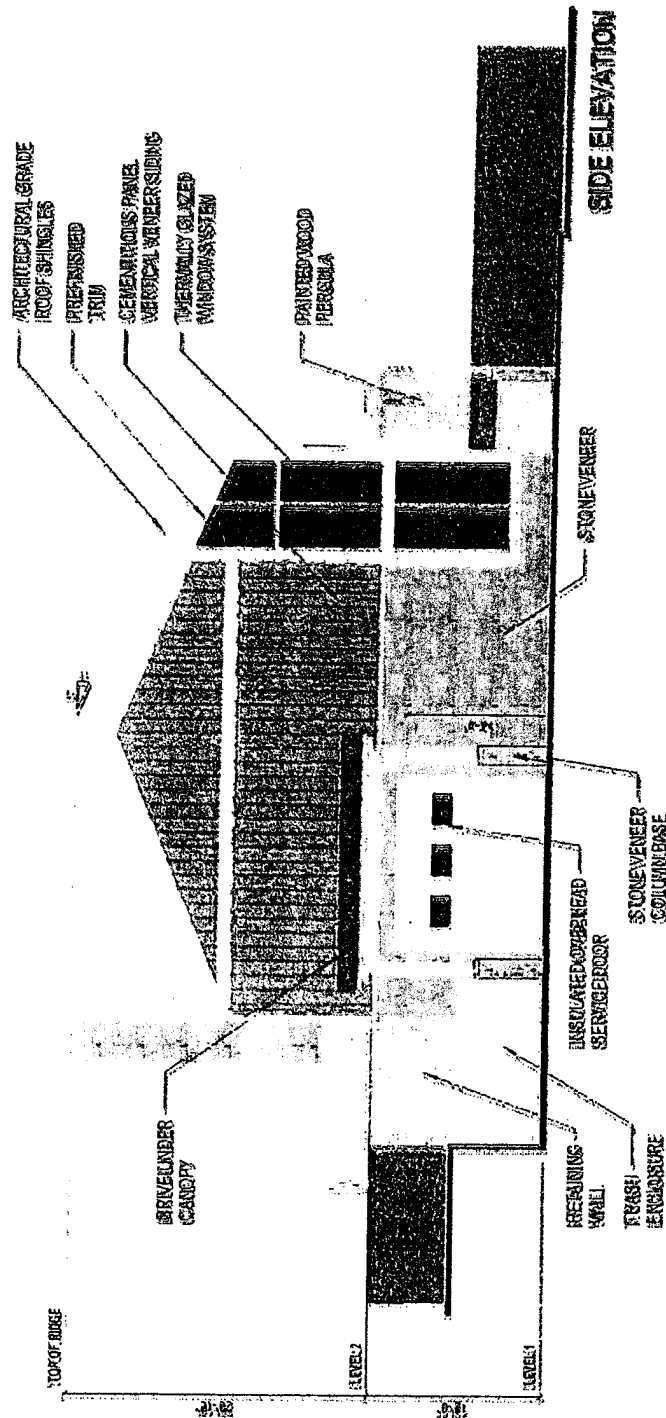 ARCHITECTURAL GRADE
ROOF SHINGLES
PREFINISHED
TRIM
CEMENTITIOUS PANEL
VERTICAL VENEER SIDING
THERMALLY GLAZED
WINDOW SYSTEM
PAINTED WOOD
PERGOLA
DRIVE UNDER
CANOPY
TOP OF RIDGE
LEVEL 2
LEVEL 1
RETAINING
WALL
TRASH
ENCLOSURE
INSULATED OVERHEAD
SERVICE DOOR
STONE VENEER
COLUMN BASE
STONE VENEER
SIDE ELEVATION